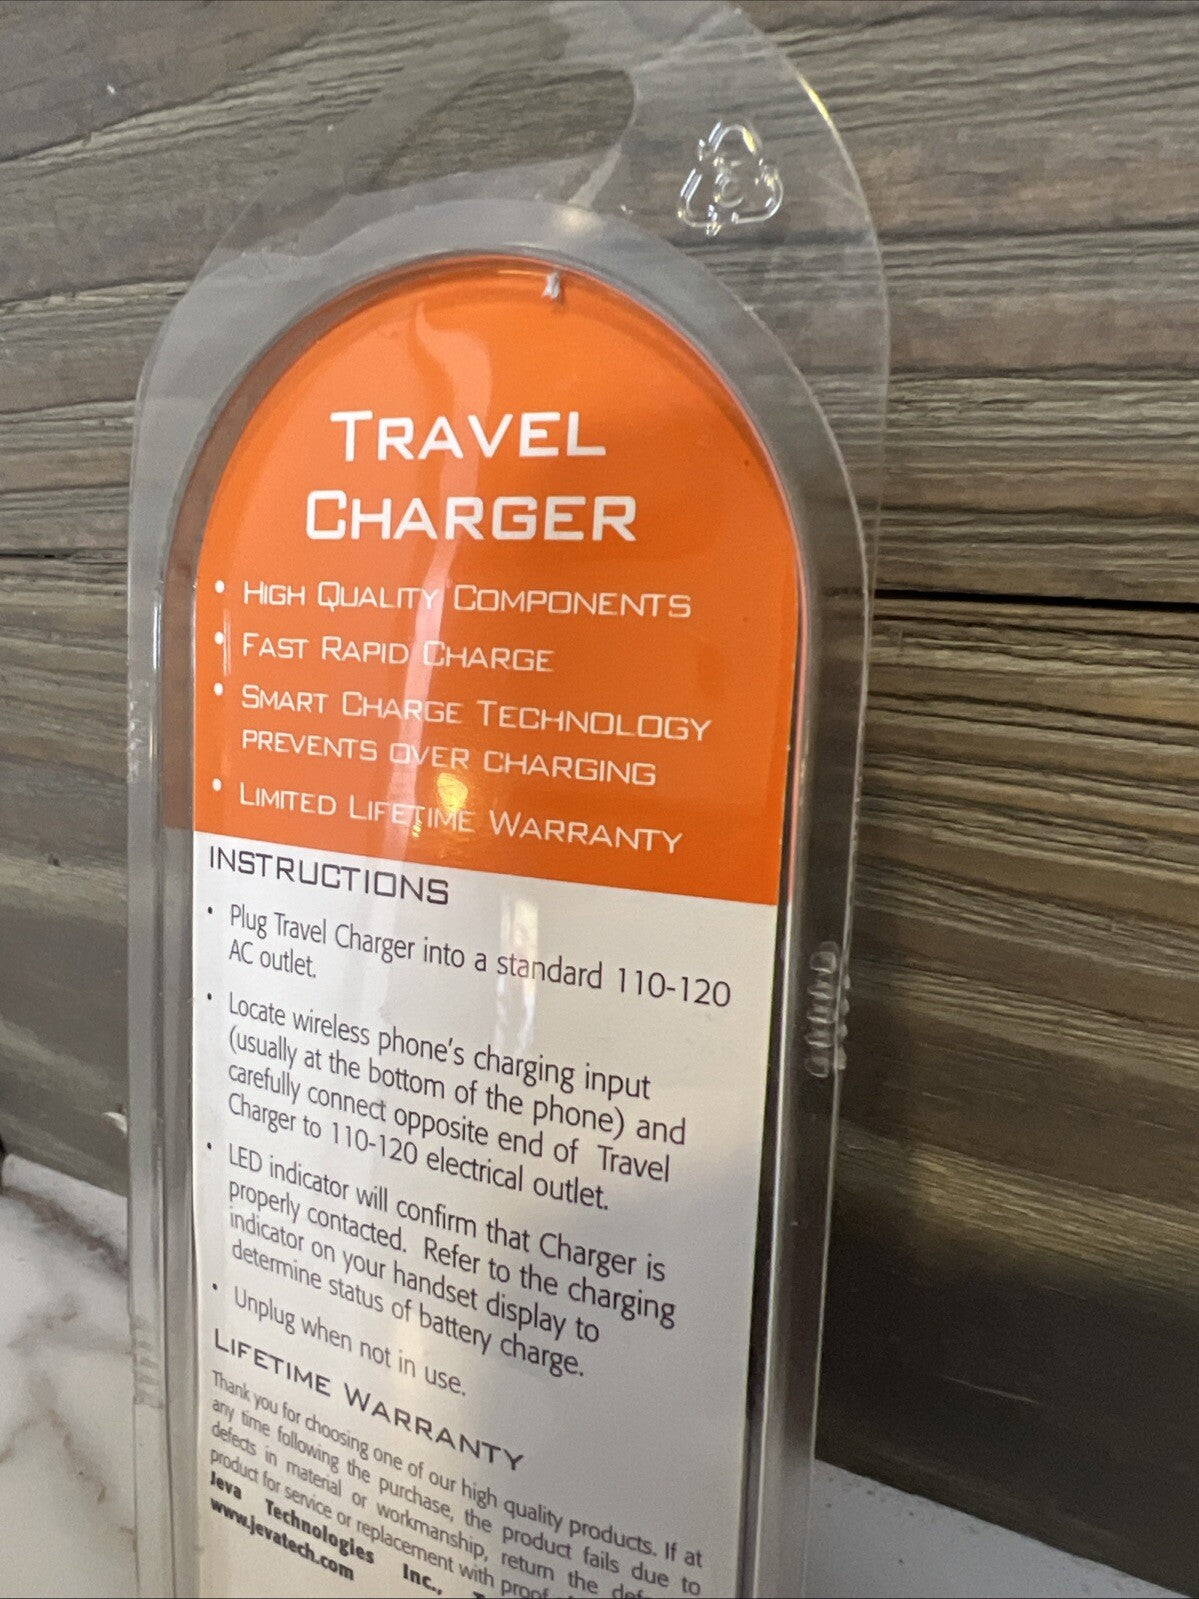 TRAVEL
CHARGER
• HIGH QUALITY COMPONENTS
• FAST RAPID CHARGE
• SMART CHARGE TECHNOLOGY
PREVENTS OVER CHARGING
• LIMITED LIFETIME WARRANTY
INSTRUCTIONS
• Plug Travel Charger into a standard 110-120
AC outlet.
• Locate wireless phone's charging input
(usually at the bottom of the phone) and
carefully connect opposite end of Travel
Charger to 110-120 electrical outlet.
• LED indicator will confirm that Charger is
properly contacted. Refer to the charging
indicator on your handset display to
determine status of battery charge.
• Unplug when not in use.
LIFETIME WARRANTY
Thank you for choosing one of our high quality products. If at
any time following the purchase, the product fails due to
defects in material or workmanship, return the
product for service or replacement with proof
Jeva Technologies Inc.,
www.jevatech.com